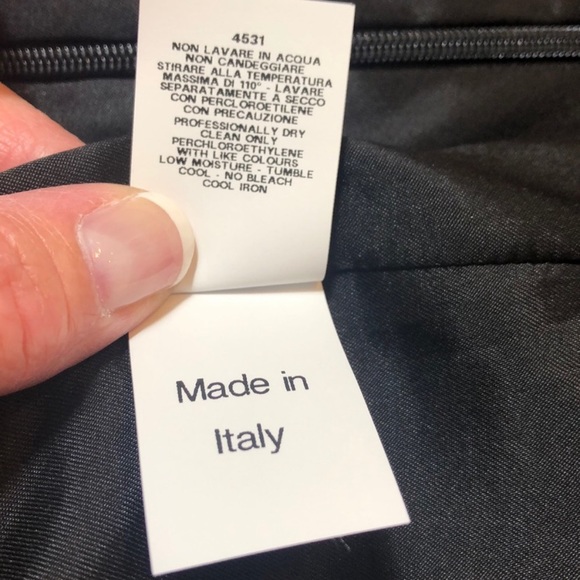 4531
NON LAVARE IN ACQUA
NON CANDEGGIARE
STIRARE ALLA TEMPERATURA
MASSIMA DI 110° - LAVARE
SEPARATAMENTE A SECCO
CON PERCLOROETILENE
CON PRECAUZIONE
PROFESSIONALLY DRY
CLEAN ONLY
PERCHLOROETHYLENE
WITH LIKE COLOURS
LOW MOISTURE - TUMBLE
COOL - NO BLEACH
COOL IRON
Made in
Italy